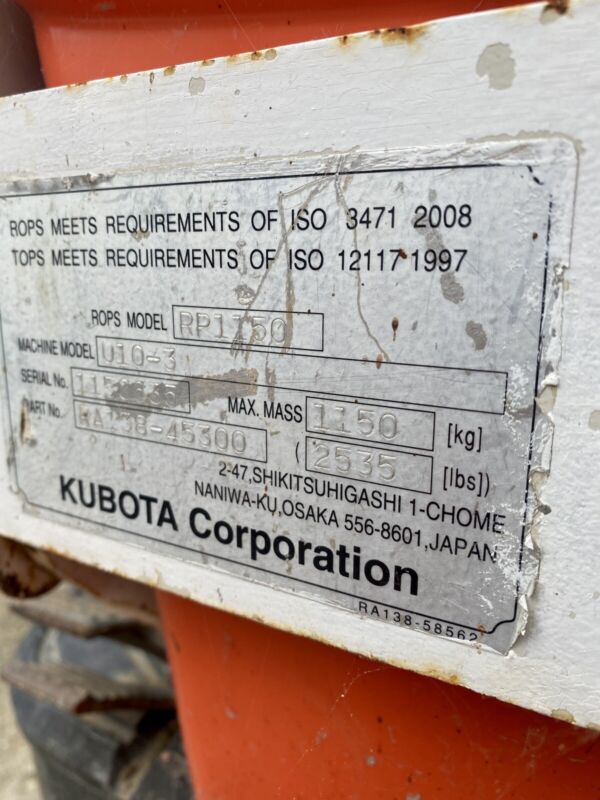 ROPS MEETS REQUIREMENTS OF ISO 3471 2008
TOPS MEETS REQUIREMENTS OF ISO 12117 1997
ROPS MODEL RP1150
MACHINE MODEL U10-3
SERIAL No.
PART No. RA138-45300
MAX. MASS 1150 [kg]
( 2535 [lbs])
2-47,SHIKITSUHIGASHI 1-CHOME
NANIWA-KU,OSAKA 556-8601,JAPAN
KUBOTA Corporation
RA138-58562